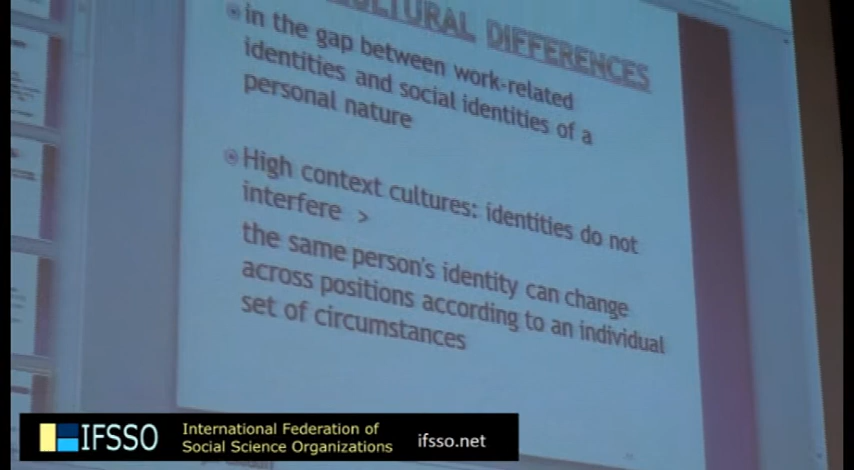 CULTURAL DIFFERENCES
in the gap between work-related
identities and social identities of a
personal nature
High context cultures: identities do not
interfere >
the same person's identity can change
across positions according to an individual
set of circumstances
IFSSO
International Federation of
Social Science Organizations
ifsso.net